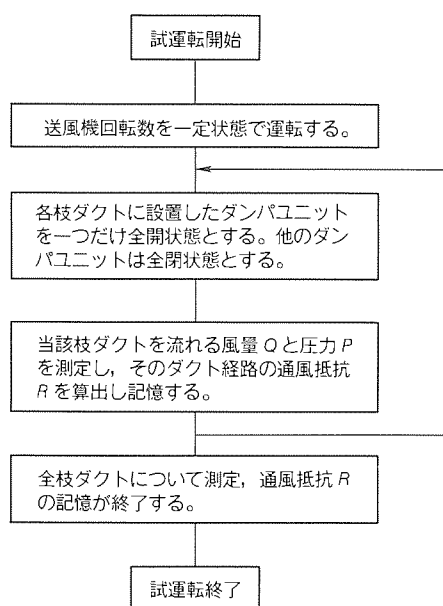 試運転開始
送風機回転数を一定状態で運転する。
各枝ダクトに設置したダンパユニット
を一つだけ全開状態とする。他のダン
パユニットは全閉状態とする。
当該枝ダクトを流れる風量 Q と圧力 P
を測定し，そのダクト経路の通風抵抗
R を算出し記憶する。
全枝ダクトについて測定，通風抵抗 R
の記憶が終了する。
試運転終了